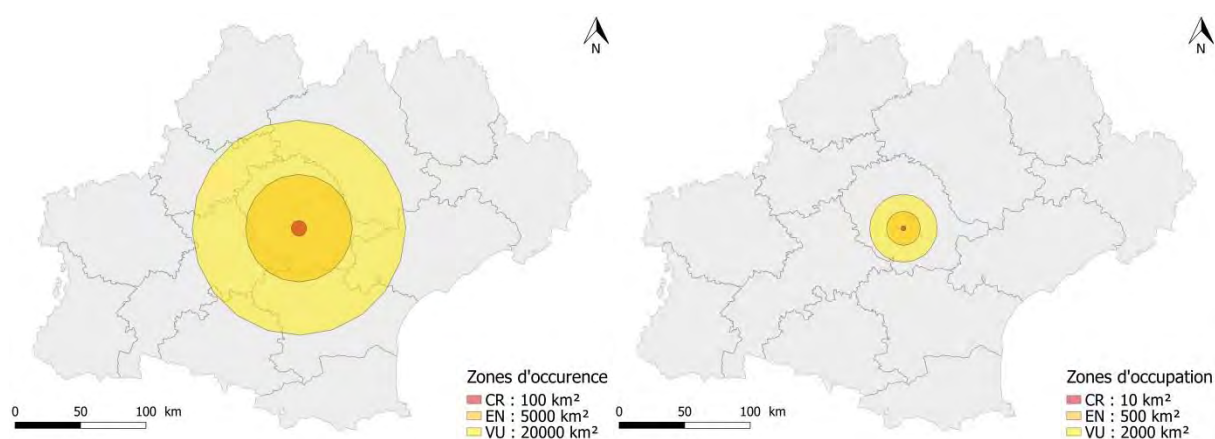 N
Zones d'occurence
CR : 100 km²
EN : 5000 km²
VU : 20000 km²
0 50 100 km
N
Zones d'occupation
CR : 10 km²
EN : 500 km²
VU : 2000 km²
0 50 100 km